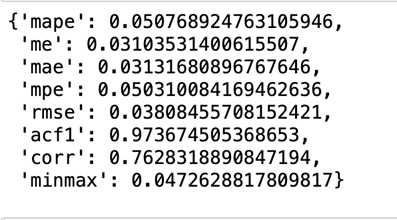 {'mape': 0.050768924763105946,
'me': 0.03103531400615507,
'mae': 0.03131680896767646,
'mpe': 0.050310084169462636,
'rmse': 0.03808455708152421,
'acf1': 0.973674505368653,
'corr': 0.7628318890847194,
'minmax': 0.0472628817809817}